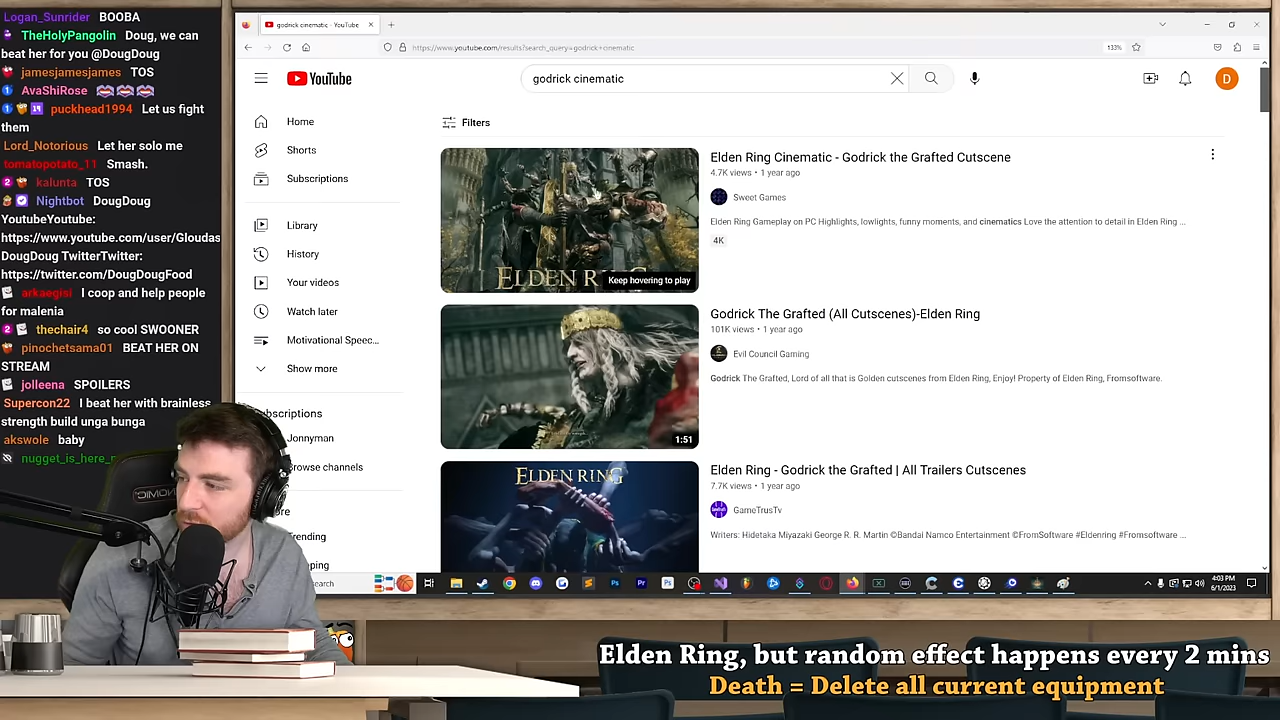 Logan_Sunrider BOOBA
TheHolyPangolin Doug, we can
beat her for you @DougDoug
jamesjamesjames TOS
AvaShiRose
puckhead1994 Let us fight
them
Lord_Notorious Let her solo me
tomatopotato_11 Smash.
kalunta TOS
Nightbot DougDoug
YoutubeYoutube:
https://www.youtube.com/user/Gloudas
DougDoug TwitterTwitter:
https://twitter.com/DougDougFood
arkaegisi I coop and help people
for malenia
thechair4 so cool SWOONER
pinochetsama01 BEAT HER ON
STREAM
jolleena SPOILERS
Supercon22 I beat her with brainless
strength build unga bunga
akswole baby
nugget_is_here_
godrick cinematic - YouTube
https://www.youtube.com/results?search_query=godrick+cinematic
133%
YouTube
godrick cinematic
D
Home
Shorts
Subscriptions
Library
History
Your videos
Watch later
Motivational Speec...
Show more
ubscriptions
Jonnyman
Browse channels
ore
rending
pping
Filters
ELDEN RING
Keep hovering to play
Elden Ring Cinematic - Godrick the Grafted Cutscene
4.7K views • 1 year ago
Sweet Games
Elden Ring Gameplay on PC Highlights, lowlights, funny moments, and cinematics Love the attention to detail in Elden Ring ...
4K
1:51
Godrick The Grafted (All Cutscenes)-Elden Ring
101K views • 1 year ago
Evil Council Gaming
Godrick The Grafted, Lord of all that is Golden cutscenes from Elden Ring, Enjoy! Property of Elden Ring, Fromsoftware.
ELDEN RING
Elden Ring - Godrick the Grafted | All Trailers Cutscenes
7.7K views • 1 year ago
GameTrusTv
Writers: Hidetaka Miyazaki George R. R. Martin ©Bandai Namco Entertainment ©FromSoftware #Eldenring #Fromsoftware ...
search
4:03 PM
6/1/2023
Elden Ring, but random effect happens every 2 mins
Death = Delete all current equipment